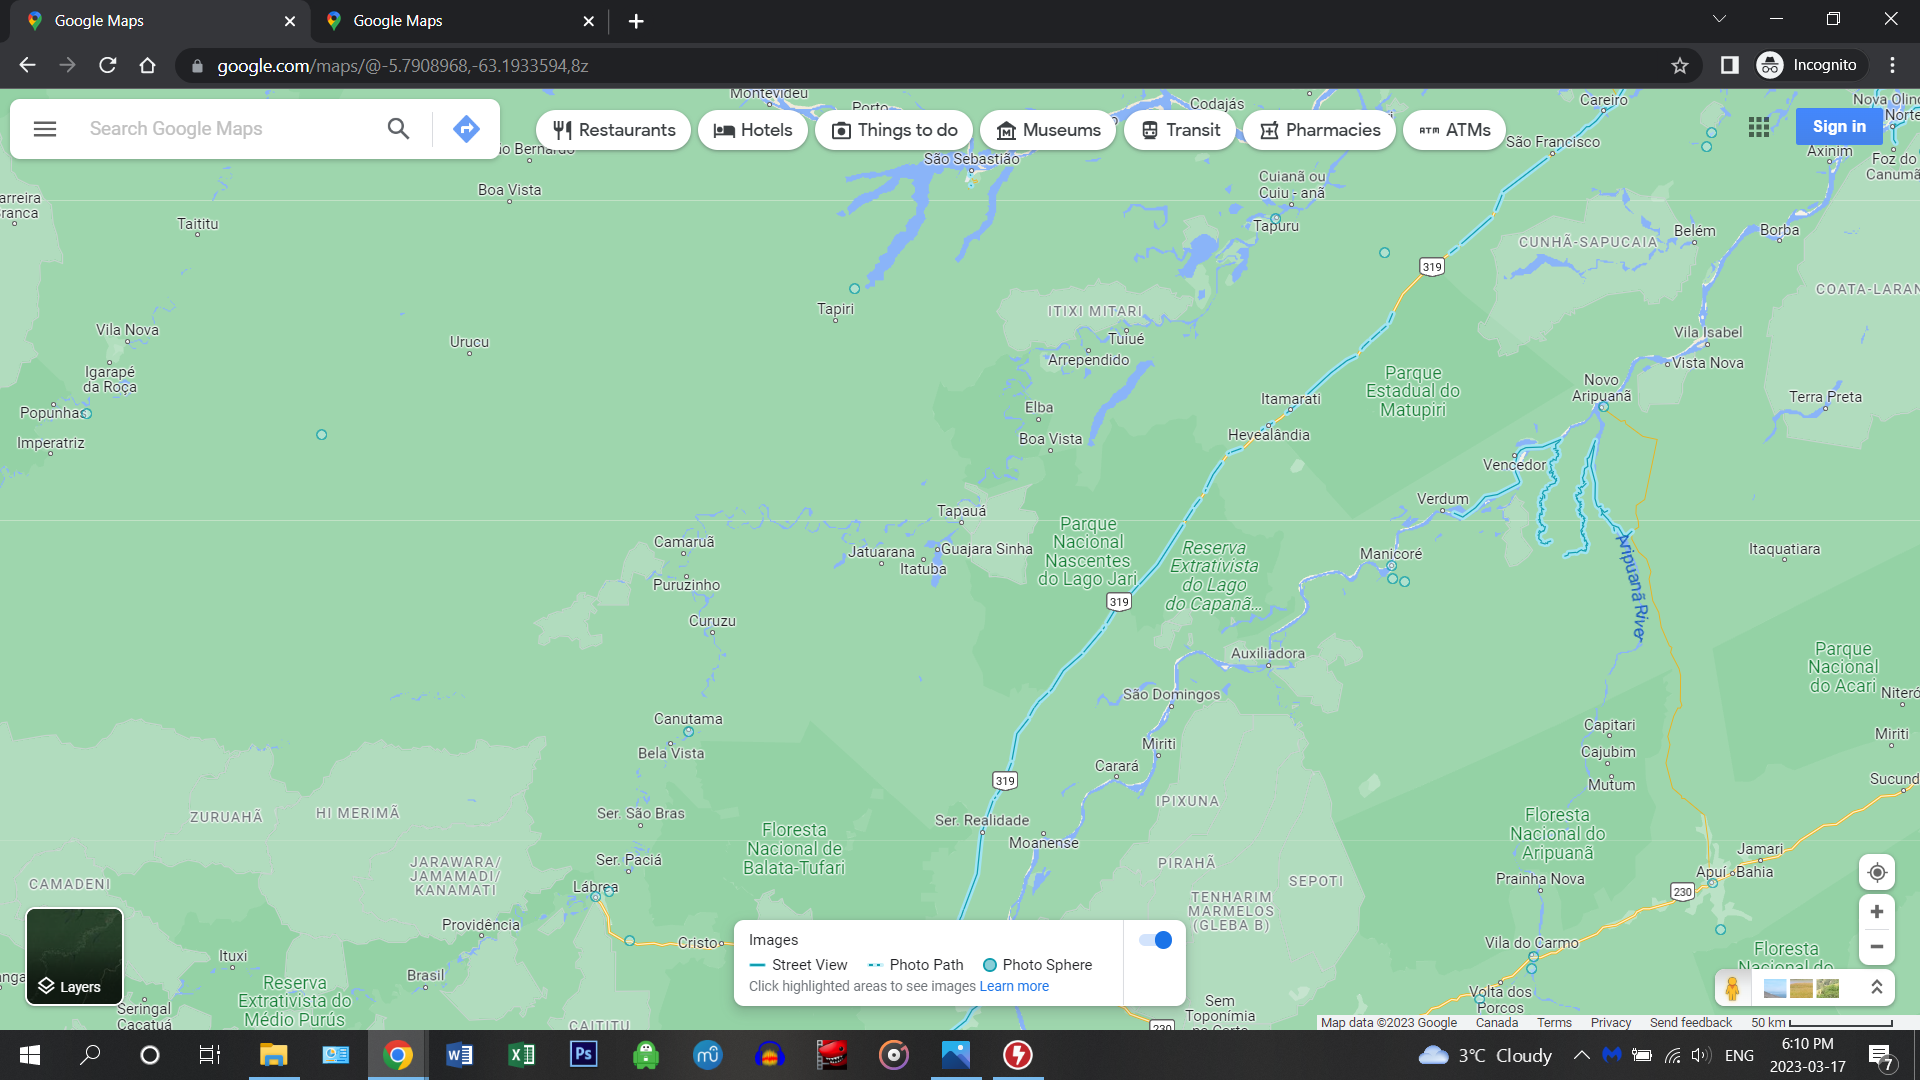 Google Maps
Google Maps
google.com/maps/@-5.7908968,-63.1933594,8z
Incognito
Search Google Maps
Restaurants
Hotels
Things to do
Museums
Transit
Pharmacies
ATMs
Sign in
Montevideu
Porto
Codajás
Careiro
Nova Olin
Norte
São Francisco
Axinim
Foz do
Canumã
io Bernardo
São Sebastião
Boa Vista
Cuianã ou
Cuiu - anã
Tapuru
arreira
ranca
Taititu
319
CUNHÃ-SAPUCAIA
Belém
Borba
COATA-LARAN
Tapiri
ITIXI MITARI
Tuiué
Arrependido
Vila Nova
Igarapé
da Roça
Urucu
Vila Isabel
Vista Nova
Popunhas
Imperatriz
Elba
Boa Vista
Itamarati
Hevealândia
Parque
Estadual do
Matupiri
Novo
Aripuanã
Terra Preta
Vencedor
Verdum
Tapauá
Guajara Sinha
Jatuarana
Itatuba
Camaruã
Puruzinho
Curuzu
Parque
Nacional
Nascentes
do Lago Jari
319
Reserva
Extrativista
do Lago
do Capanã...
Manicoré
Itaquatiara
Aripuanã River
Auxiliadora
São Domingos
Parque
Nacional
do Acari
Niteró
Canutama
Bela Vista
Miriti
Carará
Capitari
Cajubim
Mutum
Miriti
Sucund
319
IPIXUNA
ZURUAHÃ
HI MERIMÃ
Ser. São Bras
Ser. Realidade
Moanense
Floresta
Nacional de
Balata-Tufari
Floresta
Nacional do
Aripuanã
Jamari
Apuí
Bahia
JARAWARA/
JAMAMADI/
KANAMATI
Ser. Paciá
Lábrea
PIRAHÃ
SEPOTI
TENHARIM
MARMELOS
(GLEBA B)
Prainha Nova
230
CAMADENI
Providência
Cristo
Vila do Carmo
Floresta
Nacional do
Ituxi
Brasil
Reserva
Extrativista do
Médio Purús
Seringal
Cacatuá
CAITITU
Volta dos
Porcos
Sem
Toponímia
na Carta
230
Layers
Images
Street View
Photo Path
Photo Sphere
Click highlighted areas to see images Learn more
Map data ©2023 Google
Canada
Terms
Privacy
Send feedback
50 km
3°C Cloudy
ENG
6:10 PM
2023-03-17
7